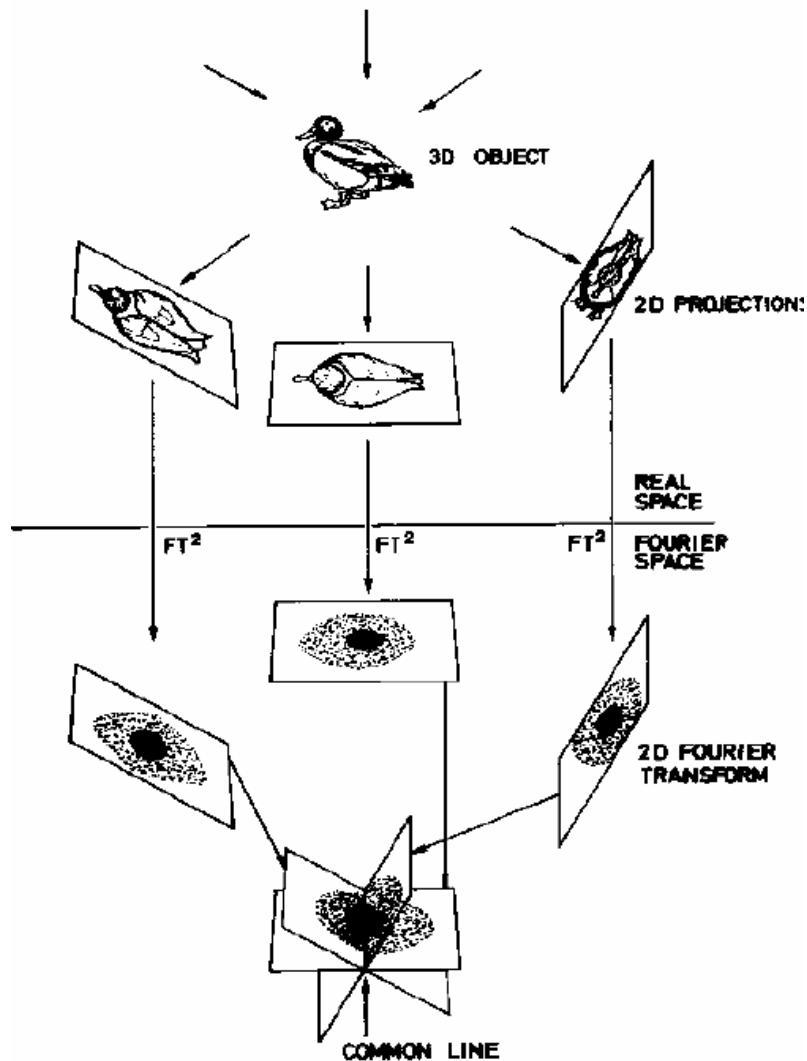 3D OBJECT
2D PROJECTIONS
REAL
SPACE
FT²
FT²
FT²
FOURIER
SPACE
2D FOURIER
TRANSFORM
COMMON LINE